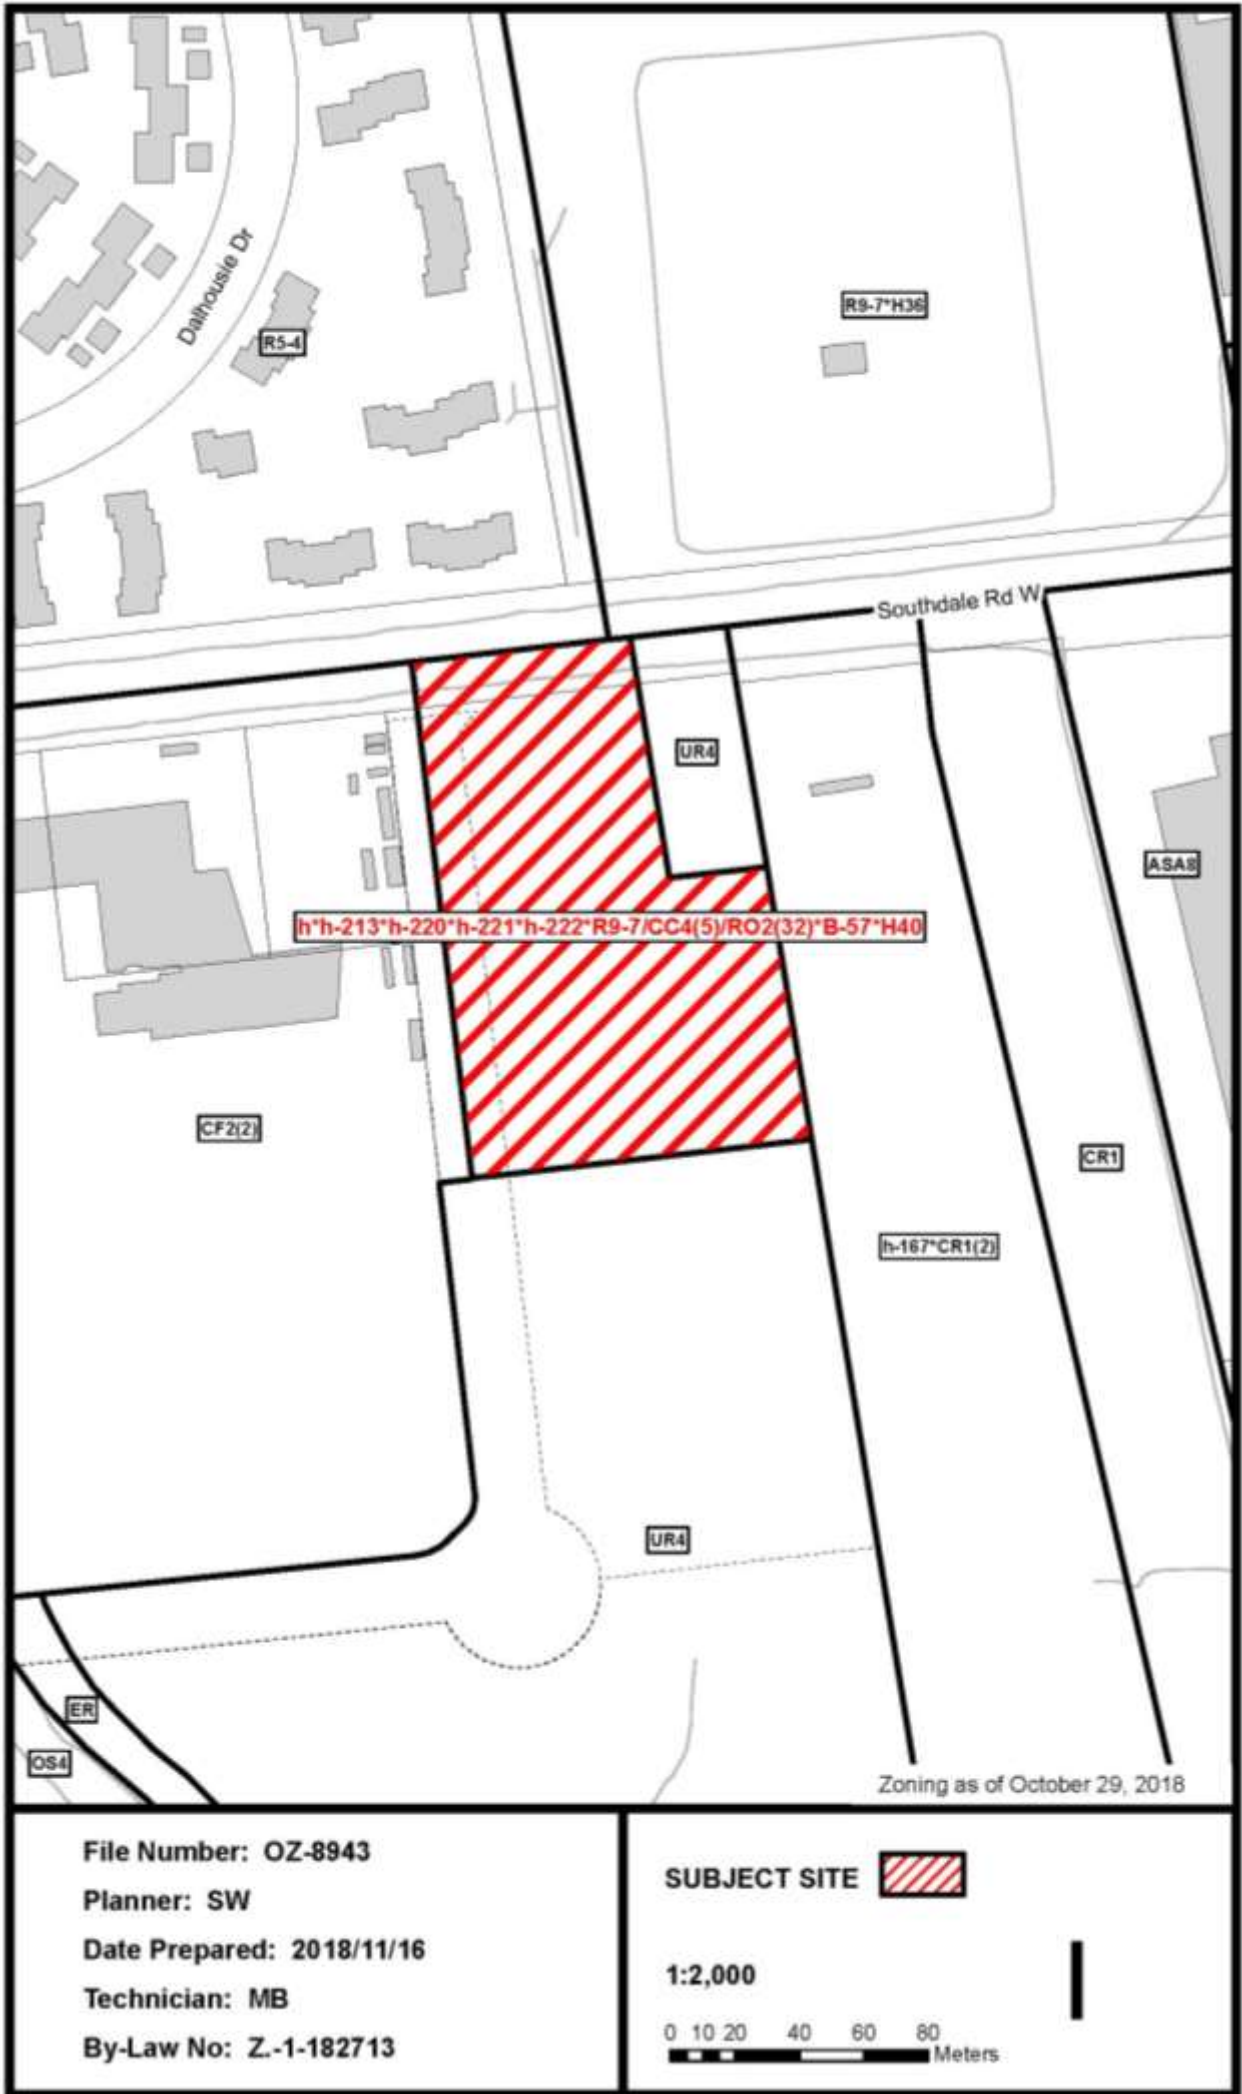 Dalhousie Dr
R5-4
R9-7*H36
Southdale Rd W
UR4
ASA8
h*h-213*h-220*h-221*h-222*R9-7/CC4(5)/RO2(32)*B-57*H40
CF2(2)
CR1
h-167*CR1(2)
UR4
ER
OS4
Zoning as of October 29, 2018
File Number: OZ-8943
Planner: SW
Date Prepared: 2018/11/16
Technician: MB
By-Law No: Z.-1-182713
SUBJECT SITE
1:2,000
0 10 20 40 60 80
Meters